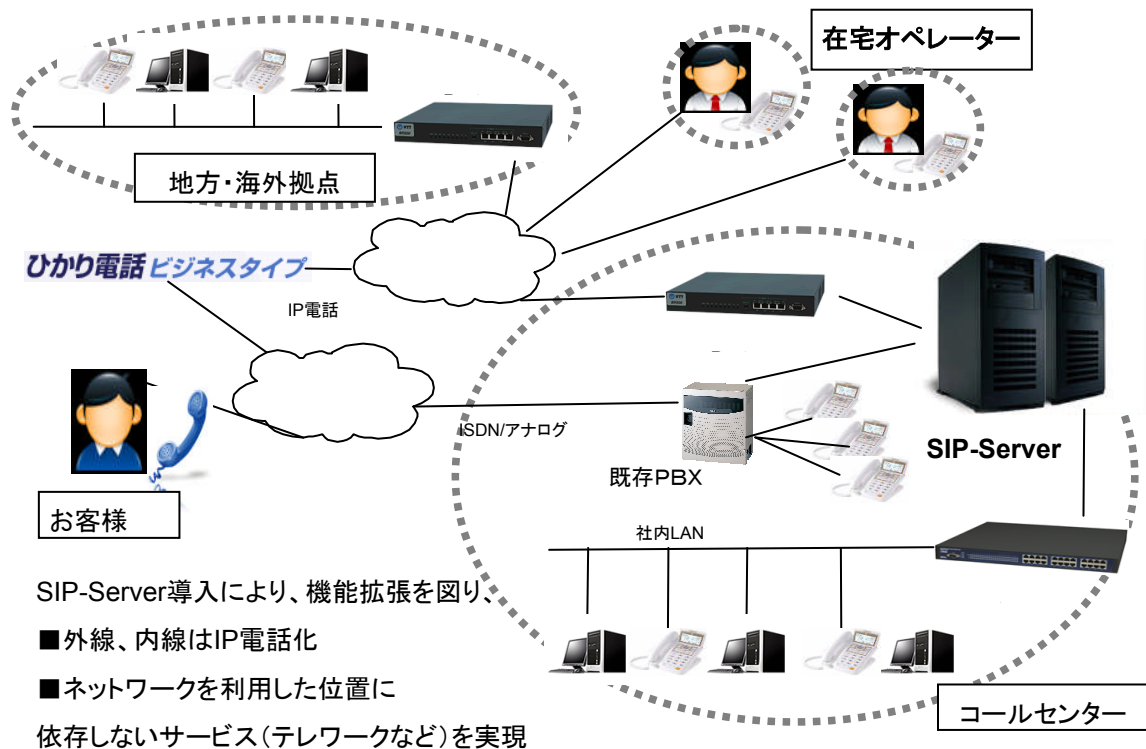 在宅オペレーター
地方・海外拠点
ひかり電話 ビジネスタイプ
IP電話
ISDN/アナログ
既存PBX
SIP-Server
お客様
社内LAN
SIP-Server導入により、機能拡張を図り、
■外線、内線はIP電話化
■ネットワークを利用した位置に
依存しないサービス（テレワークなど）を実現
コールセンター